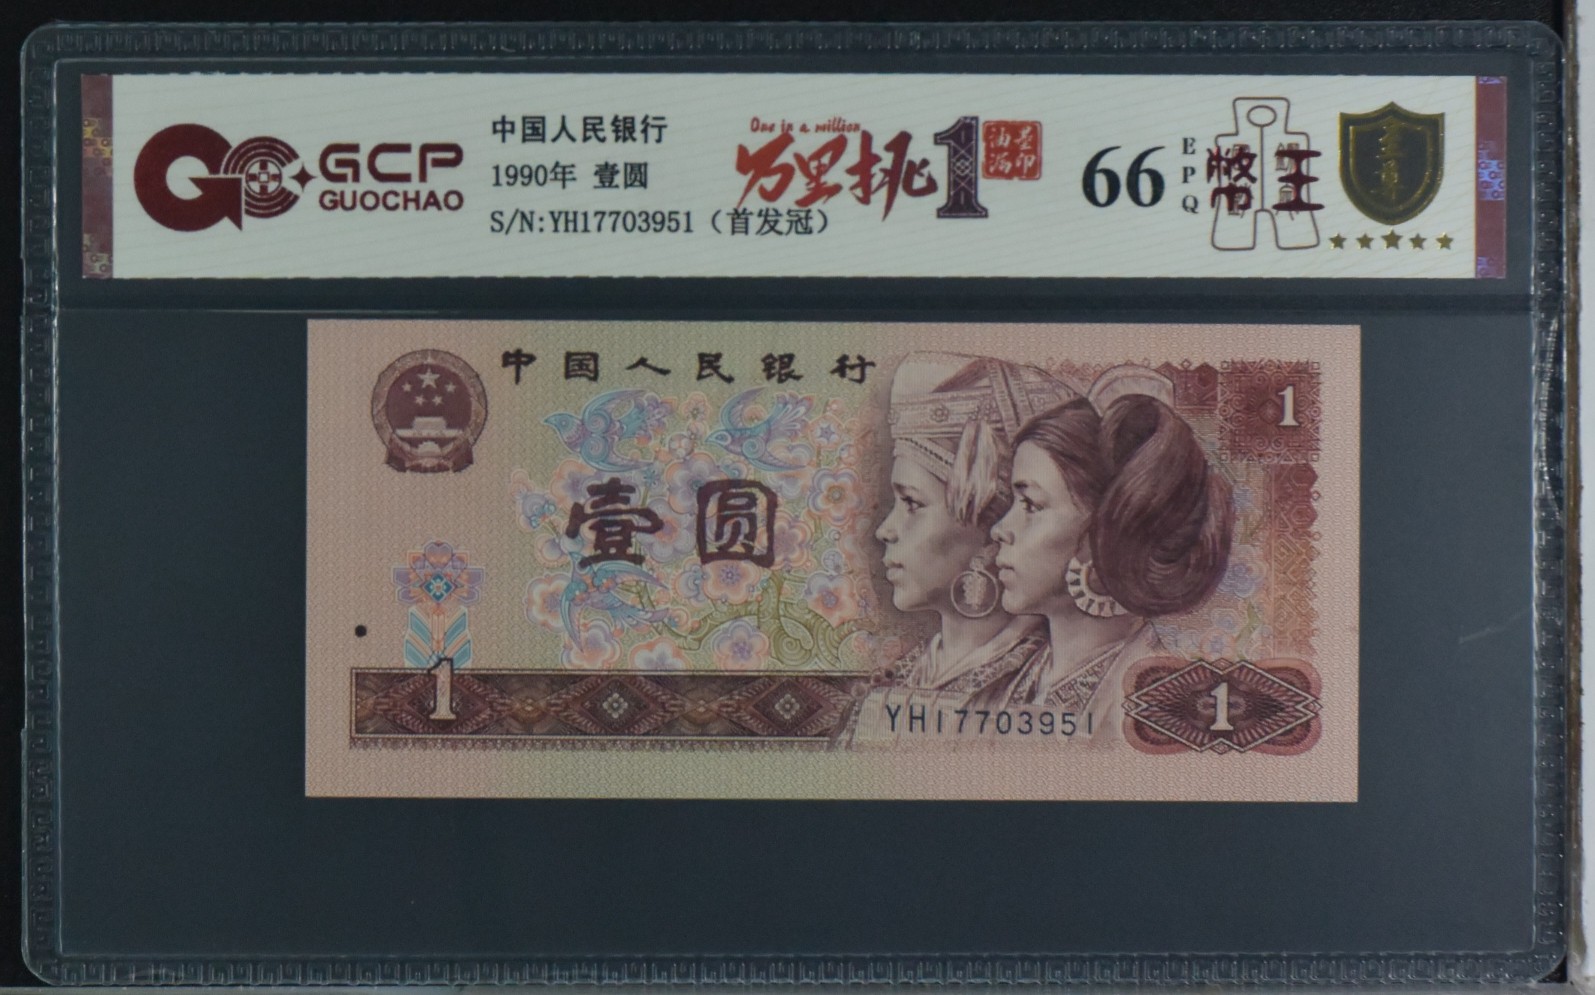 GCP
GUOCHAO
中国人民银行
1990年 壹圆
S/N:YH17703951（首发冠）
One in a million
万里挑1
66
EPQ
★★★★★
中国人民银行
1
壹圆
1
YH17703951
1